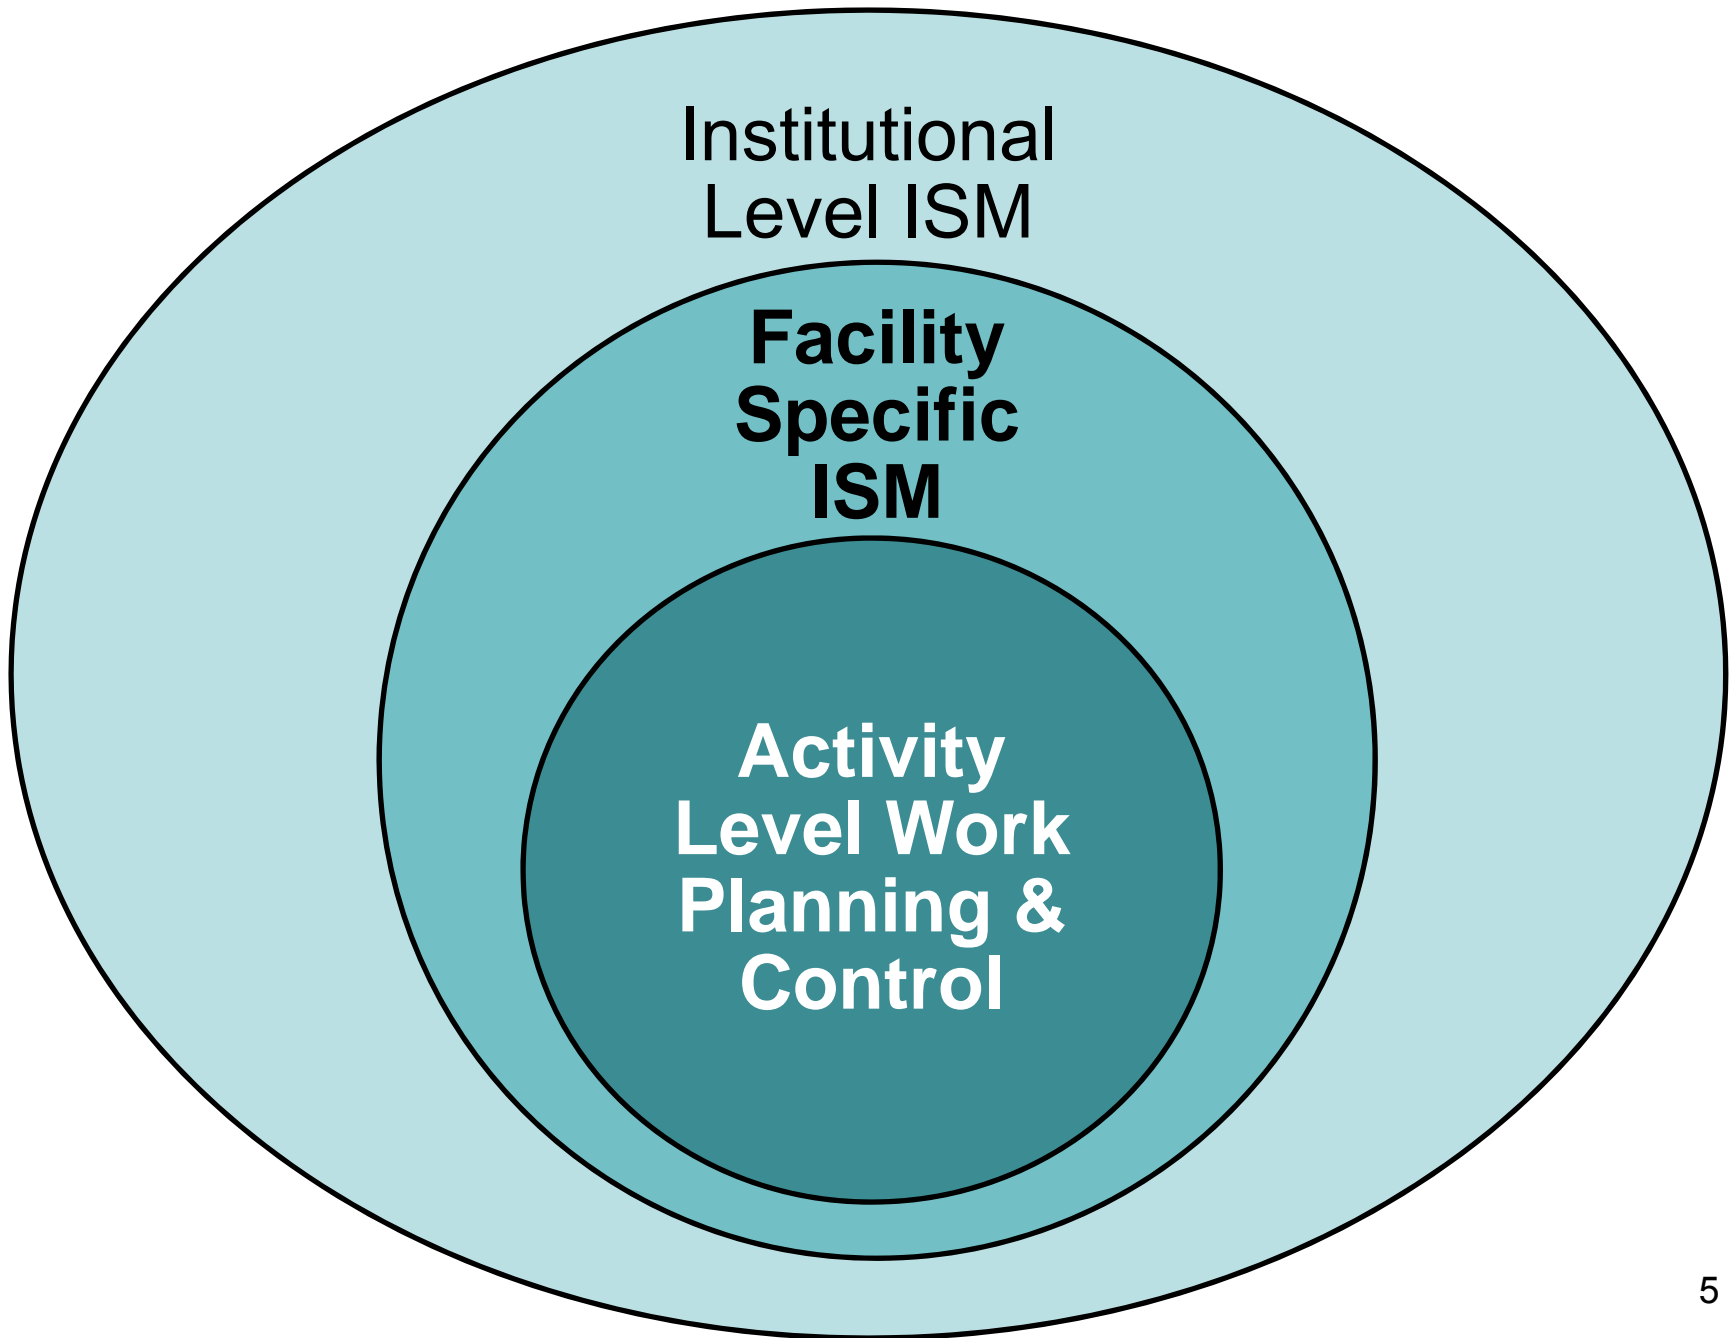 Institutional
Level ISM
Facility
Specific
ISM
Activity
Level Work
Planning &
Control
5